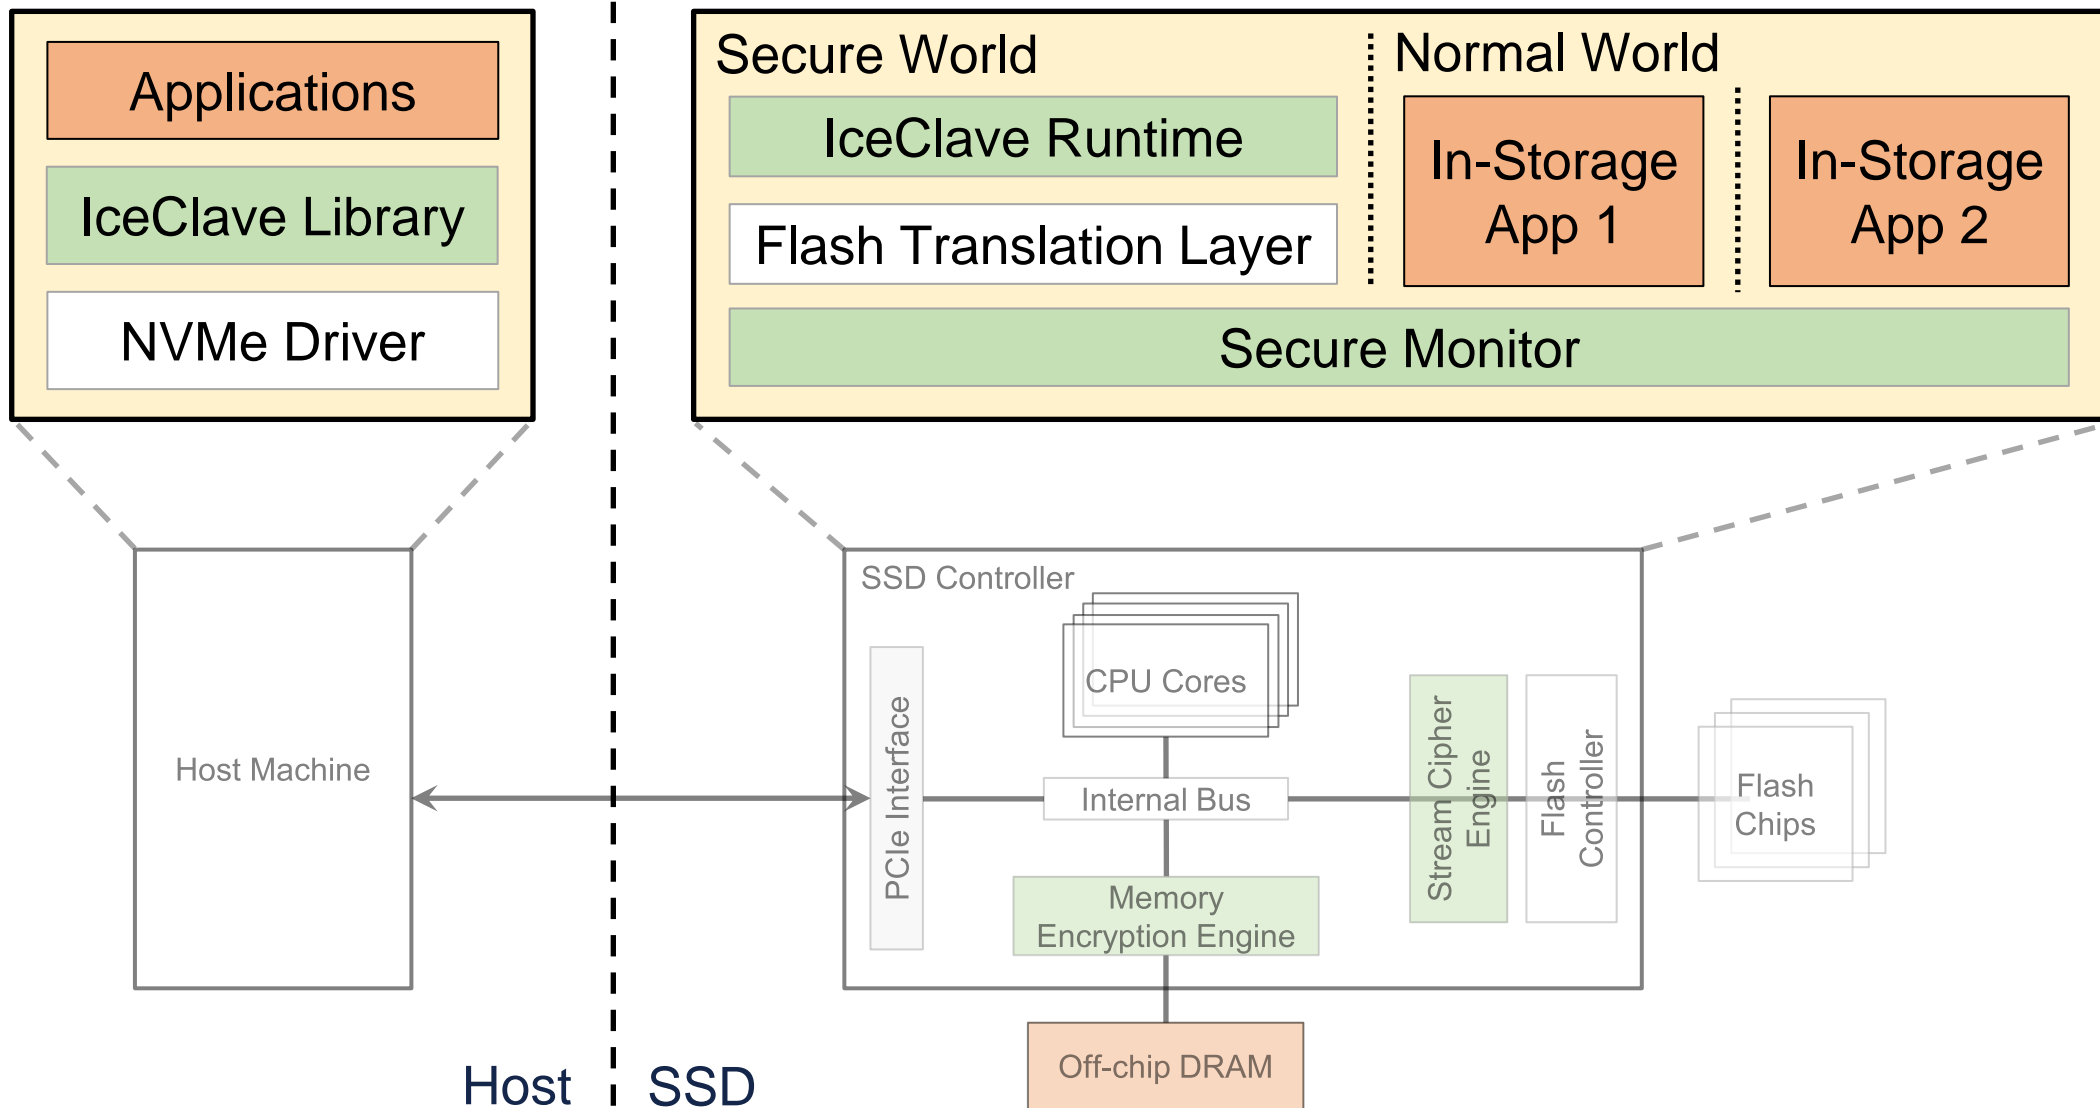 Applications
IceClave Library
NVMe Driver
Secure World
Normal World
IceClave Runtime
Flash Translation Layer
In-Storage
App 1
In-Storage
App 2
Secure Monitor
Host Machine
SSD Controller
PCIe Interface
CPU Cores
Internal Bus
Memory
Encryption Engine
Stream Cipher
Engine
Flash
Controller
Flash
Chips
Off-chip DRAM
Host
SSD